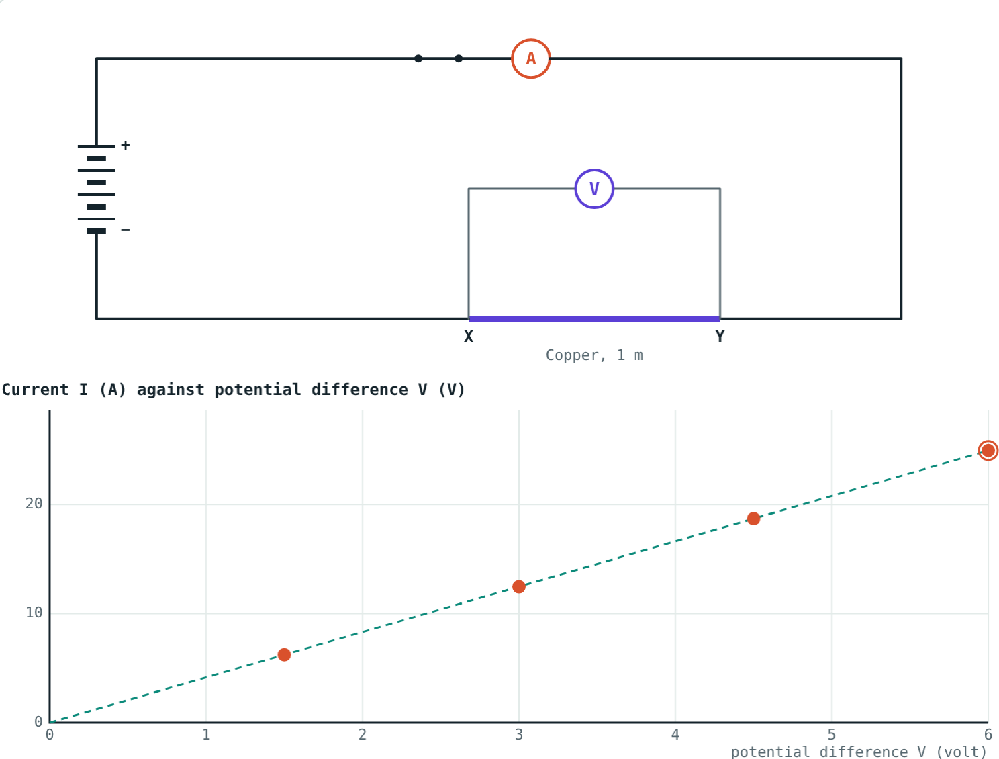 A
+
V
−
X Y
Copper, 1 m
Current I (A) against potential difference V (V)
20
10
0
0 1 2 3 4 5 6
potential difference V (volt)